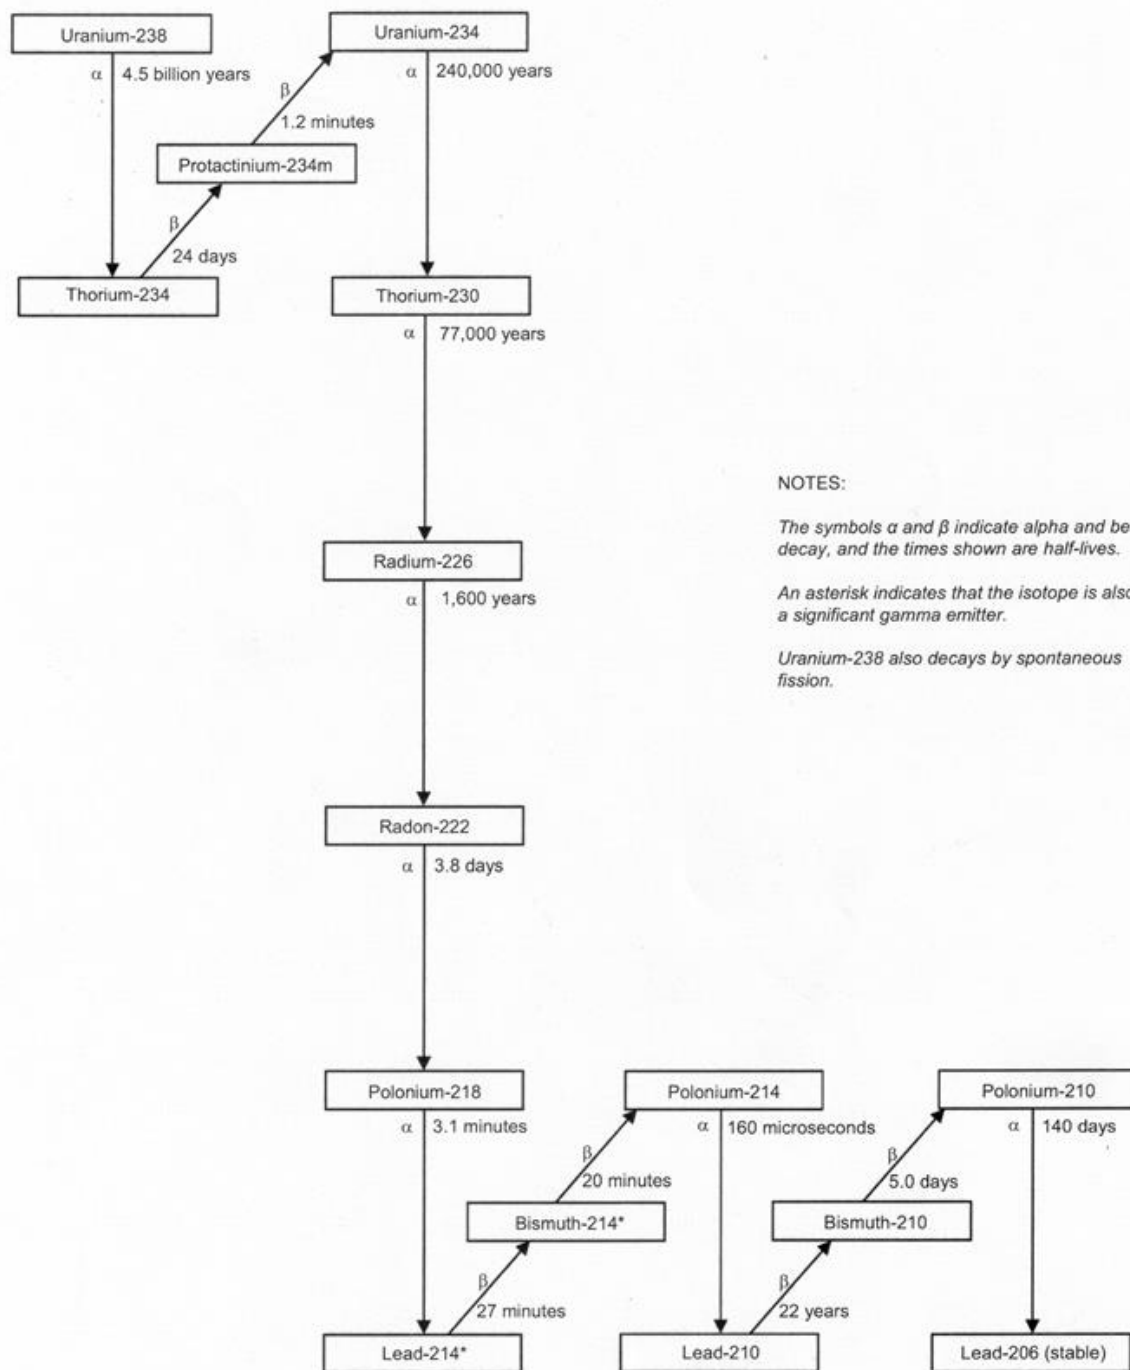 Uranium-238
Uranium-234
α 4.5 billion years
α 240,000 years
β
1.2 minutes
Protactinium-234m
β
24 days
Thorium-234
Thorium-230
α 77,000 years
NOTES:
The symbols α and β indicate alpha and be
decay, and the times shown are half-lives.
Radium-226
α 1,600 years
An asterisk indicates that the isotope is also
a significant gamma emitter.
Uranium-238 also decays by spontaneous
fission.
Radon-222
α 3.8 days
Polonium-218
Polonium-214
Polonium-210
α 3.1 minutes
α 160 microseconds
α 140 days
β
20 minutes
β
5.0 days
Bismuth-214*
Bismuth-210
β
27 minutes
β
22 years
Lead-214*
Lead-210
Lead-206 (stable)